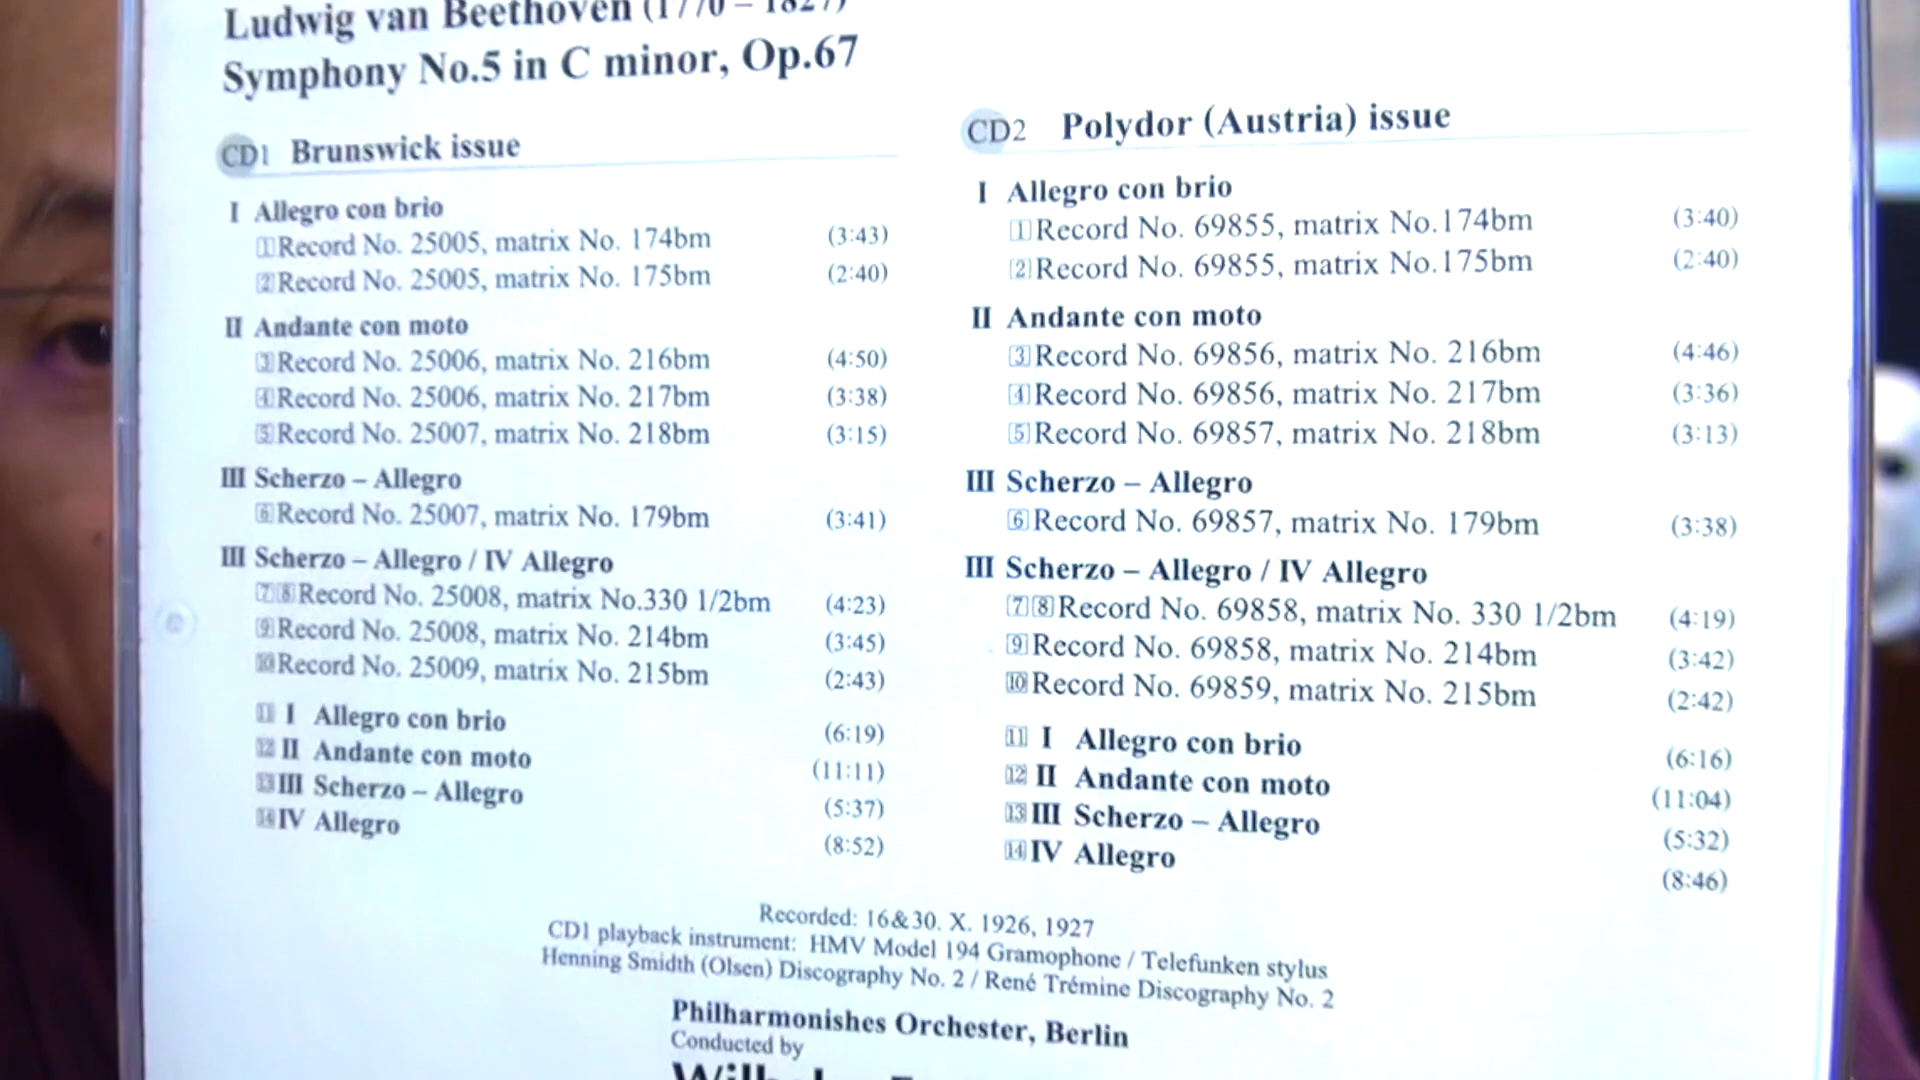 Ludwig van Beethoven (1770 – 1827)
Symphony No.5 in C minor, Op.67
CD1 Brunswick issue
I Allegro con brio
1 Record No. 25005, matrix No. 174bm (3:43)
2 Record No. 25005, matrix No. 175bm (2:40)
II Andante con moto
3 Record No. 25006, matrix No. 216bm (4:50)
4 Record No. 25006, matrix No. 217bm (3:38)
5 Record No. 25007, matrix No. 218bm (3:15)
III Scherzo – Allegro
6 Record No. 25007, matrix No. 179bm (3:41)
III Scherzo – Allegro / IV Allegro
7 8 Record No. 25008, matrix No.330 1/2bm (4:23)
9 Record No. 25008, matrix No. 214bm (3:45)
10 Record No. 25009, matrix No. 215bm (2:43)
11 I Allegro con brio (6:19)
12 II Andante con moto (11:11)
13 III Scherzo – Allegro (5:37)
14 IV Allegro (8:52)
CD2 Polydor (Austria) issue
I Allegro con brio
1 Record No. 69855, matrix No.174bm (3:40)
2 Record No. 69855, matrix No.175bm (2:40)
II Andante con moto
3 Record No. 69856, matrix No. 216bm (4:46)
4 Record No. 69856, matrix No. 217bm (3:36)
5 Record No. 69857, matrix No. 218bm (3:13)
III Scherzo – Allegro
6 Record No. 69857, matrix No. 179bm (3:38)
III Scherzo – Allegro / IV Allegro
7 8 Record No. 69858, matrix No. 330 1/2bm (4:19)
9 Record No. 69858, matrix No. 214bm (3:42)
10 Record No. 69859, matrix No. 215bm (2:42)
11 I Allegro con brio (6:16)
12 II Andante con moto (11:04)
13 III Scherzo – Allegro (5:32)
14 IV Allegro (8:46)
Recorded: 16&30. X. 1926, 1927
CD1 playback instrument: HMV Model 194 Gramophone / Telefunken stylus
Henning Smidth (Olsen) Discography No. 2 / René Trémine Discography No. 2
Philharmonishes Orchester, Berlin
Conducted by